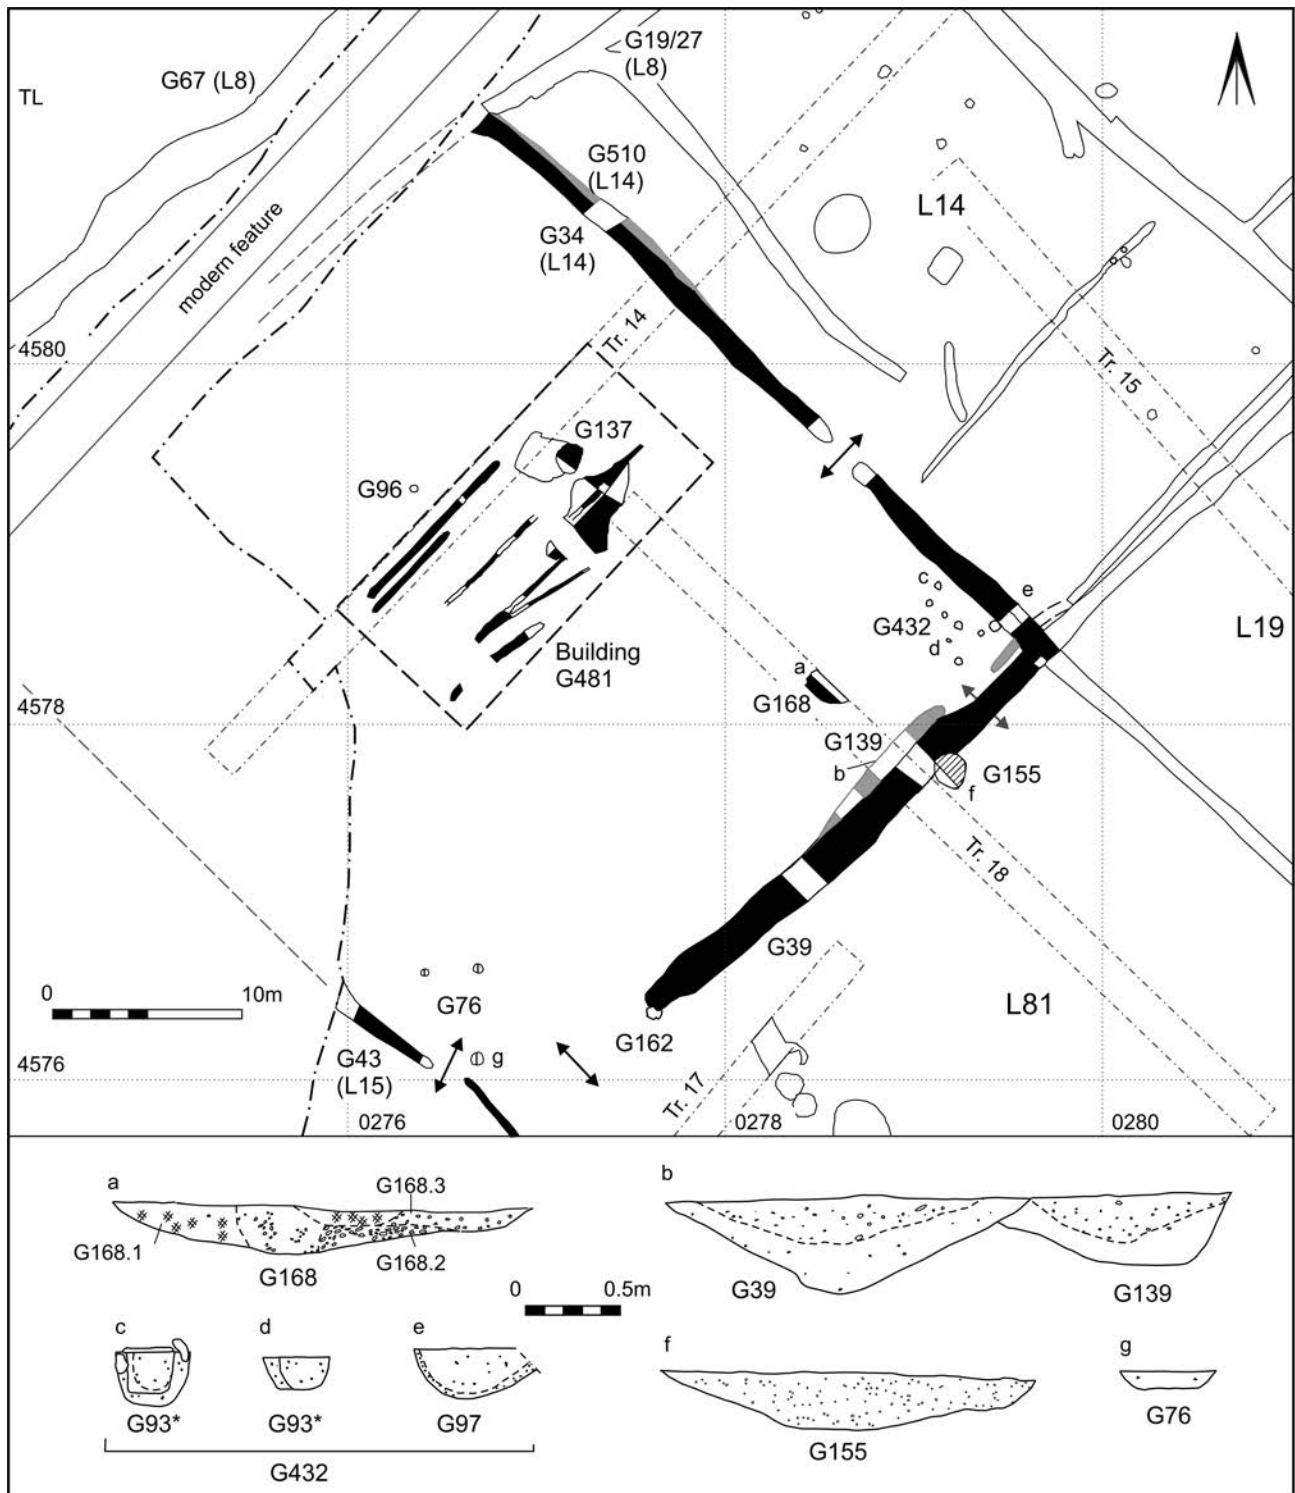 G67 (L8)
G19/27
(L8)
TL
G510
(L14)
L14
G34
(L14)
modern feature
4580
Tr. 14
Tr. 15
G137
G96
c
e
G432
d
L19
Building
G481
a
G168
4578
G139
b
G155
f
Tr. 18
G39
0 10m
G76
L81
G162
G43
(L15)
g
4576
Tr. 17
0276
0278
0280
a
G168.3
G168.1
G168.2
G168
b
G39
G139
0 0.5m
c
d
e
G93*
G93*
G97
G432
f
G155
g
G76